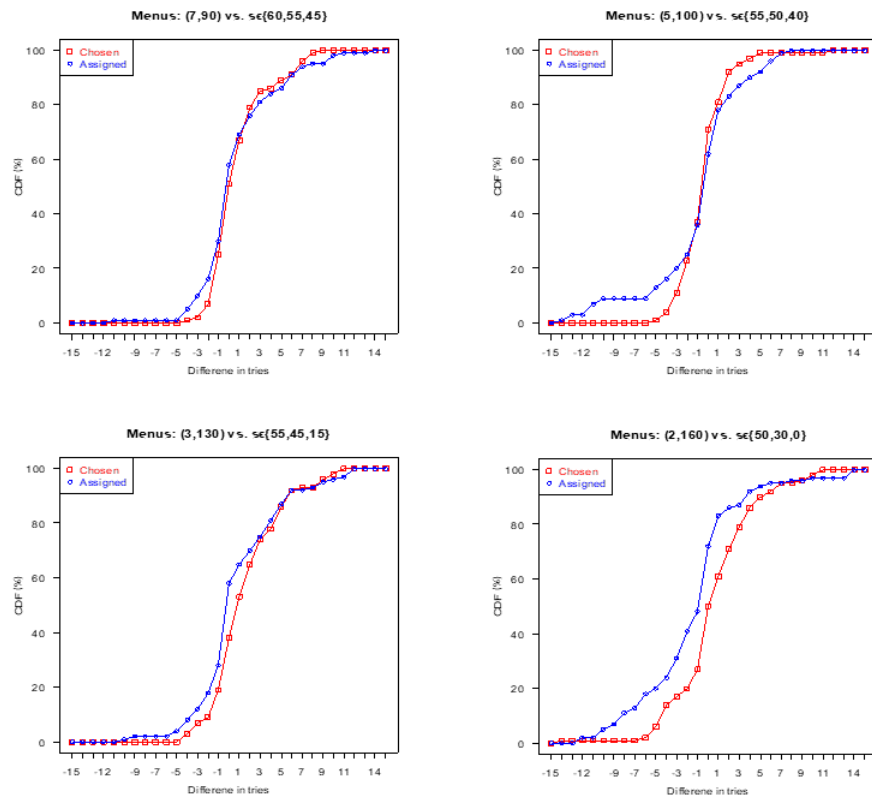 Menus: (7,90) vs. sϵ{60,55,45}
Chosen
Assigned
CDF (%)
100
80
60
40
20
0
-15 -12 -9 -7 -5 -3 -1 1 3 5 7 9 11 14
Differene in tries
Menus: (5,100) vs. sϵ{55,50,40}
Chosen
Assigned
CDF (%)
100
80
60
40
20
0
-15 -12 -9 -7 -5 -3 -1 1 3 5 7 9 11 14
Differene in tries
Menus: (3,130) vs. sϵ{55,45,15}
Chosen
Assigned
CDF (%)
100
80
60
40
20
0
-15 -12 -9 -7 -5 -3 -1 1 3 5 7 9 11 14
Differene in tries
Menus: (2,160) vs. sϵ{50,30,0}
Chosen
Assigned
CDF (%)
100
80
60
40
20
0
-15 -12 -9 -7 -5 -3 -1 1 3 5 7 9 11 14
Differene in tries